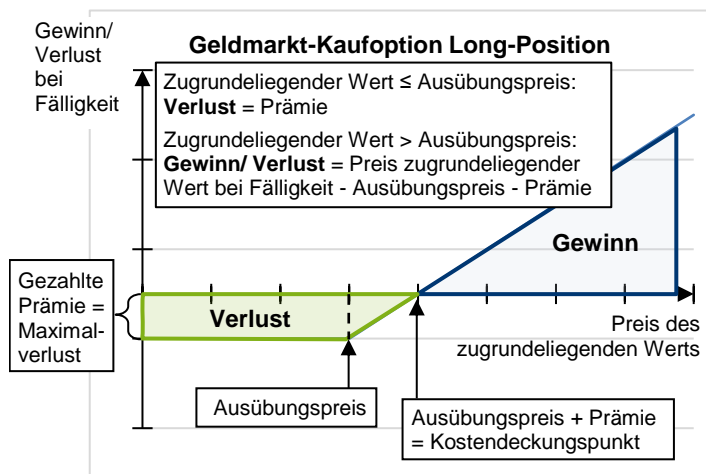 Gewinn/
Verlust
bei
Fälligkeit
Geldmarkt-Kaufoption Long-Position
Zugrundeliegender Wert ≤ Ausübungspreis:
Verlust = Prämie
Zugrundeliegender Wert > Ausübungspreis:
Gewinn/ Verlust = Preis zugrundeliegender
Wert bei Fälligkeit - Ausübungspreis - Prämie
Gewinn
Gezahlte
Prämie =
Maximal-
verlust
Verlust
Preis des
zugrundeliegenden Werts
Ausübungspreis
Ausübungspreis + Prämie
= Kostendeckungspunkt